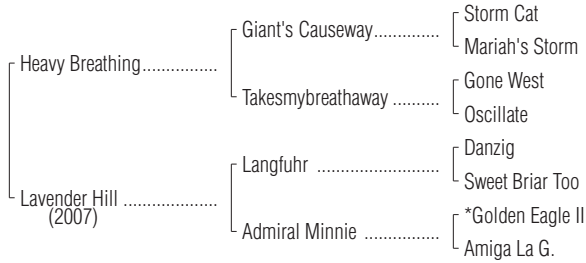 Storm Cat
Giant's Causeway
Mariah's Storm
Heavy Breathing
Gone West
Takesmybreathaway
Oscillate
Danzig
Langfuhr
Sweet Briar Too
Lavender Hill
(2007)
*Golden Eagle II
Admiral Minnie
Amiga La G.